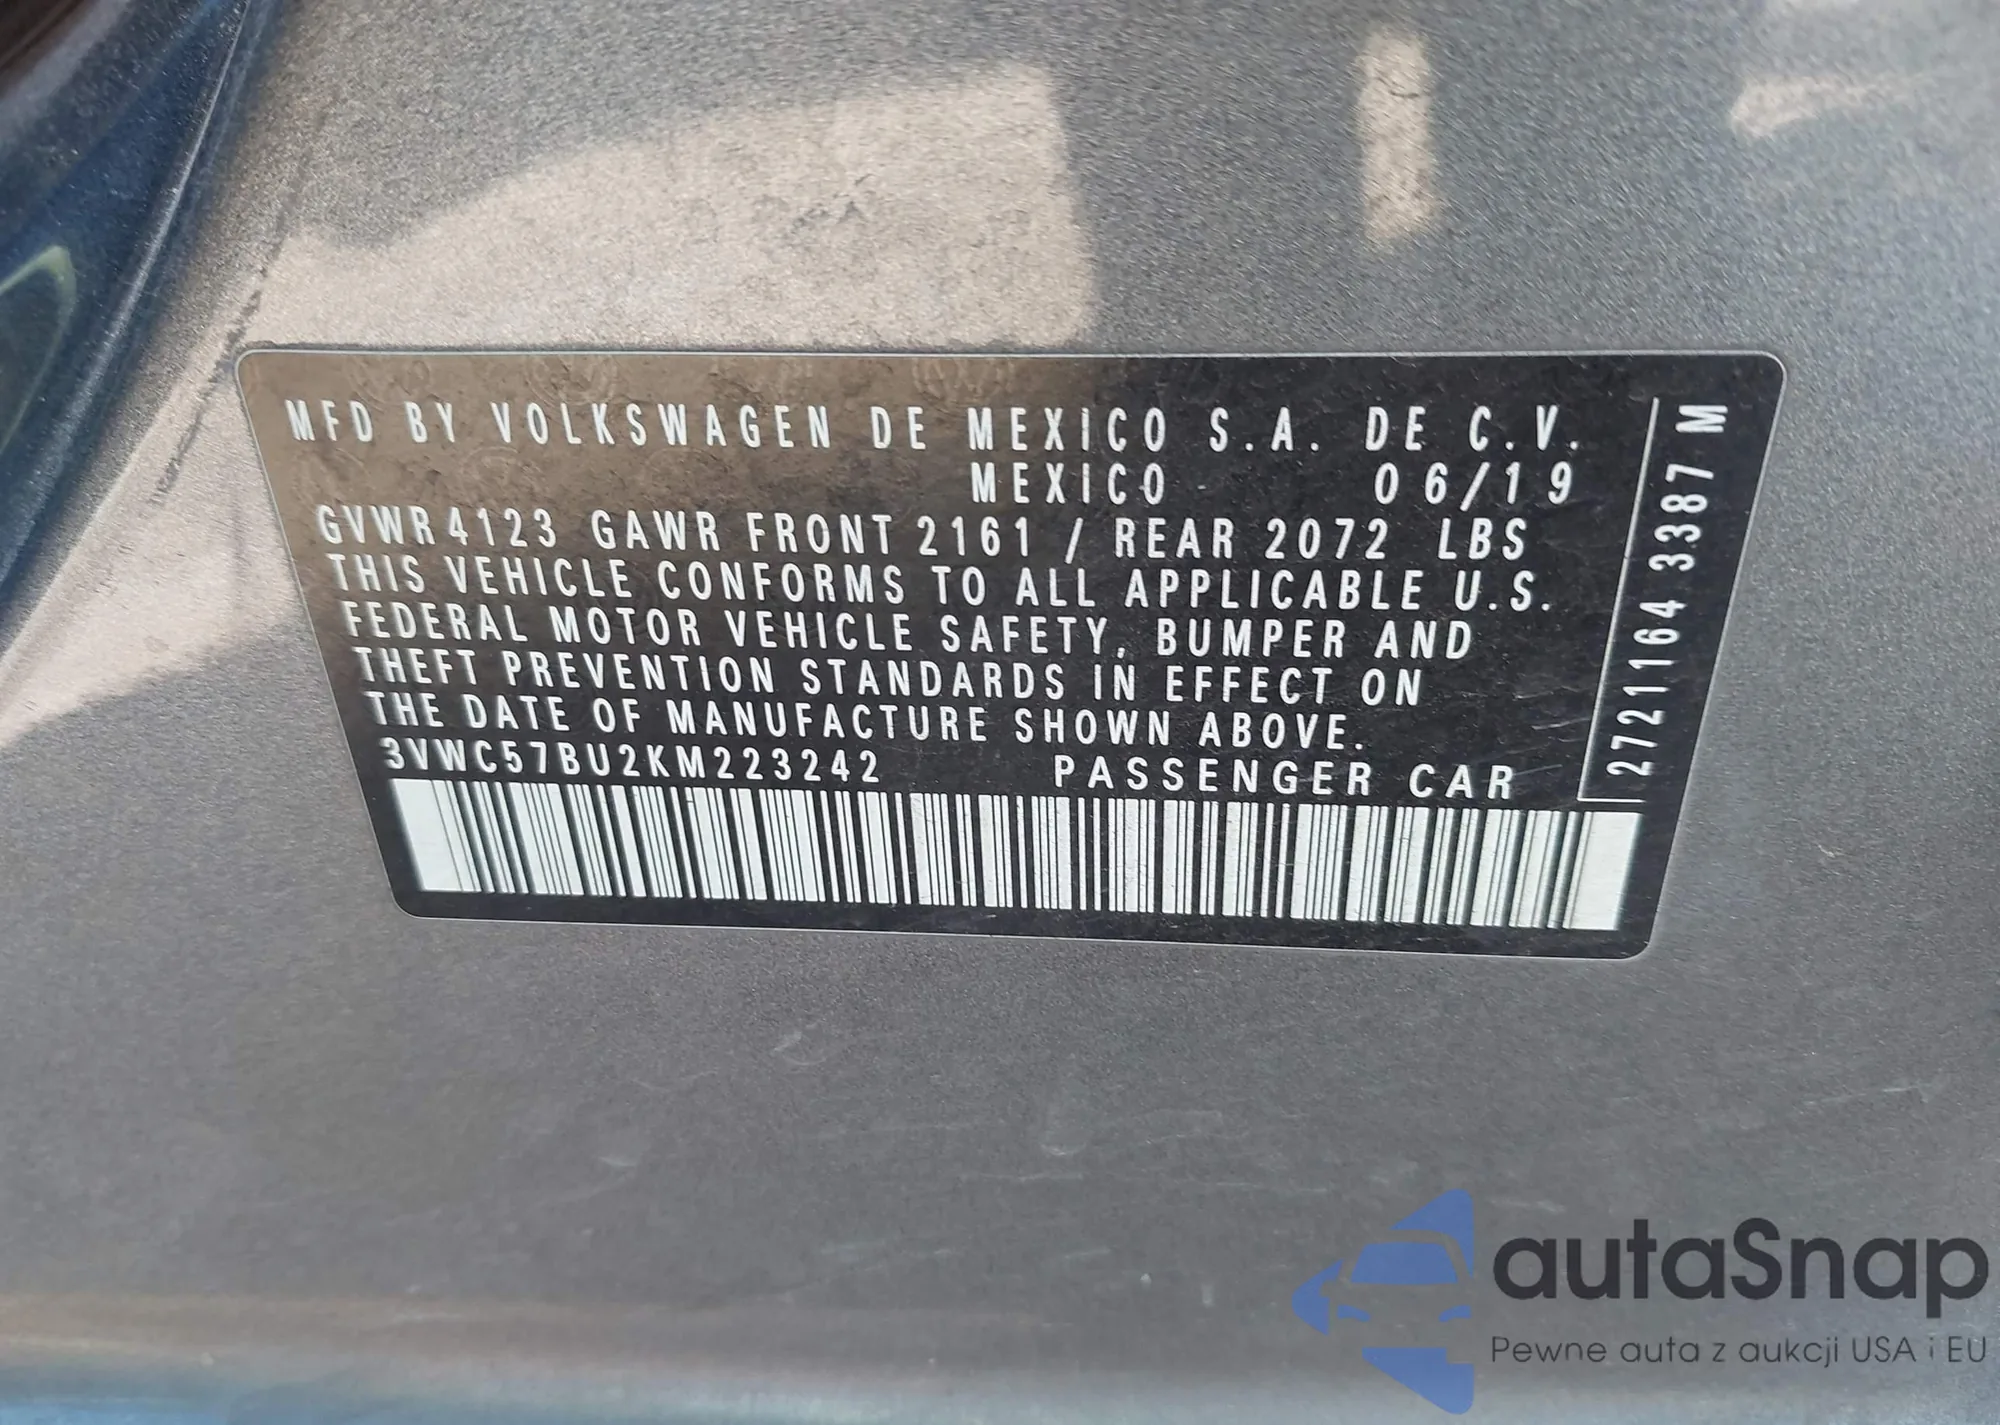 MFD BY VOLKSWAGEN DE MEXICO S.A. DE C.V.
MEXICO 06/19
GVWR 4123 GAWR FRONT 2161 / REAR 2072 LBS
THIS VEHICLE CONFORMS TO ALL APPLICABLE U.S.
FEDERAL MOTOR VEHICLE SAFETY, BUMPER AND
THEFT PREVENTION STANDARDS IN EFFECT ON
THE DATE OF MANUFACTURE SHOWN ABOVE.
3VWC57BU2KM223242 PASSENGER CAR
2721164 3387 M
autaSnap
Pewne auta z aukcji USA i EU